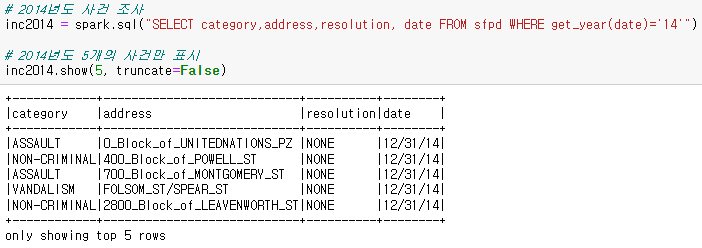 # 2014년도 사건 조사
inc2014 = spark.sql("SELECT category,address,resolution, date FROM sfpd WHERE get_year(date)='14'")
# 2014년도 5개의 사건만 표시
inc2014.show(5, truncate=False)
+------------+----------------------------+----------+--------+
|category    |address                     |resolution|date    |
+------------+----------------------------+----------+--------+
|ASSAULT     |0_Block_of_UNITEDNATIONS_PZ |NONE      |12/31/14|
|NON-CRIMINAL|400_Block_of_POWELL_ST      |NONE      |12/31/14|
|ASSAULT     |700_Block_of_MONTGOMERY_ST  |NONE      |12/31/14|
|VANDALISM   |FOLSOM_ST/SPEAR_ST          |NONE      |12/31/14|
|NON-CRIMINAL|2800_Block_of_LEAVENWORTH_ST|NONE      |12/31/14|
+------------+----------------------------+----------+--------+
only showing top 5 rows